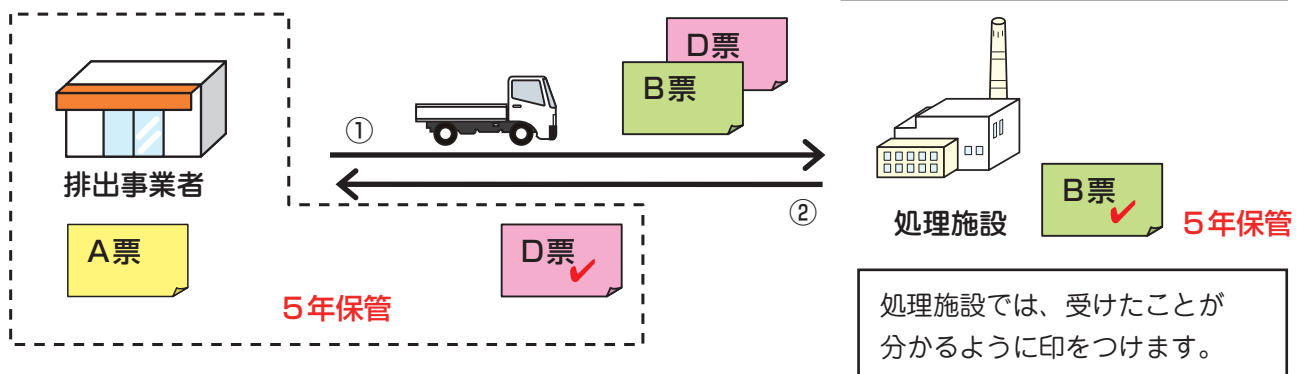 D票
B票
①
排出事業者
②
処理施設
B票
5年保管
A票
D票
5年保管
処理施設では、受けたことが
分かるように印をつけます。